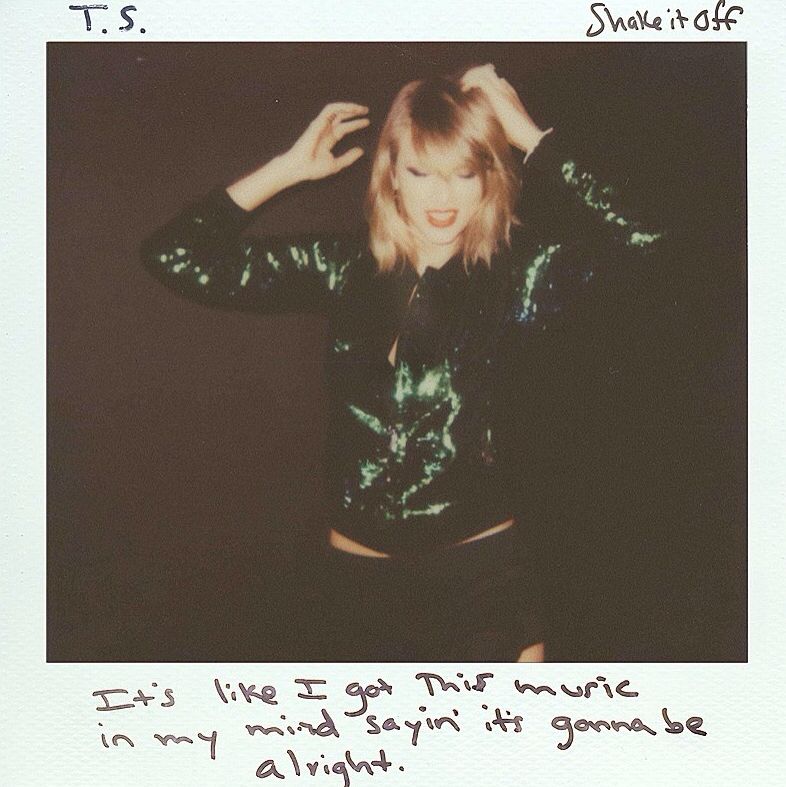 T.S.
Shake it Off
It's like I got This music
in my mind sayin' it's gonna be
alright.